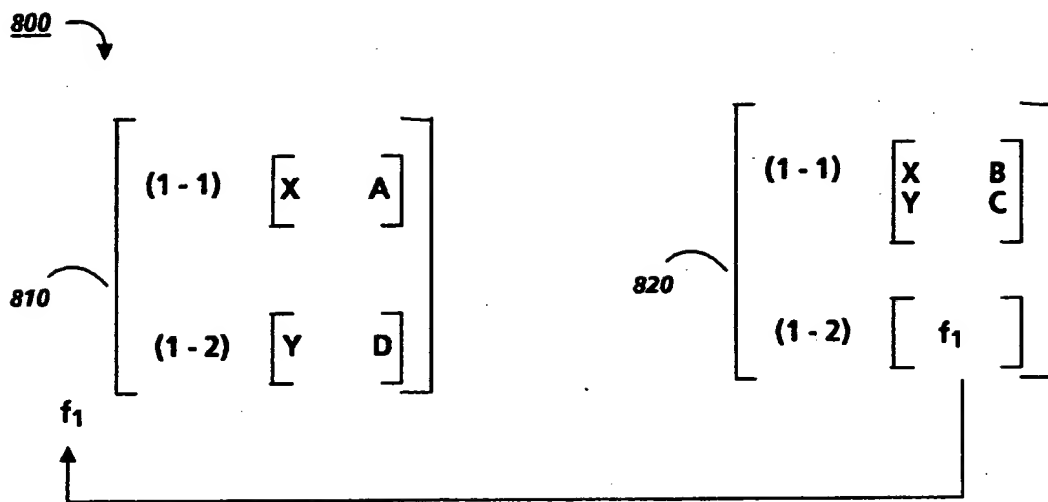 800
(1 - 1) X A
810
(1 - 2) Y D
f1
(1 - 1) X B
Y C
820
(1 - 2) f1